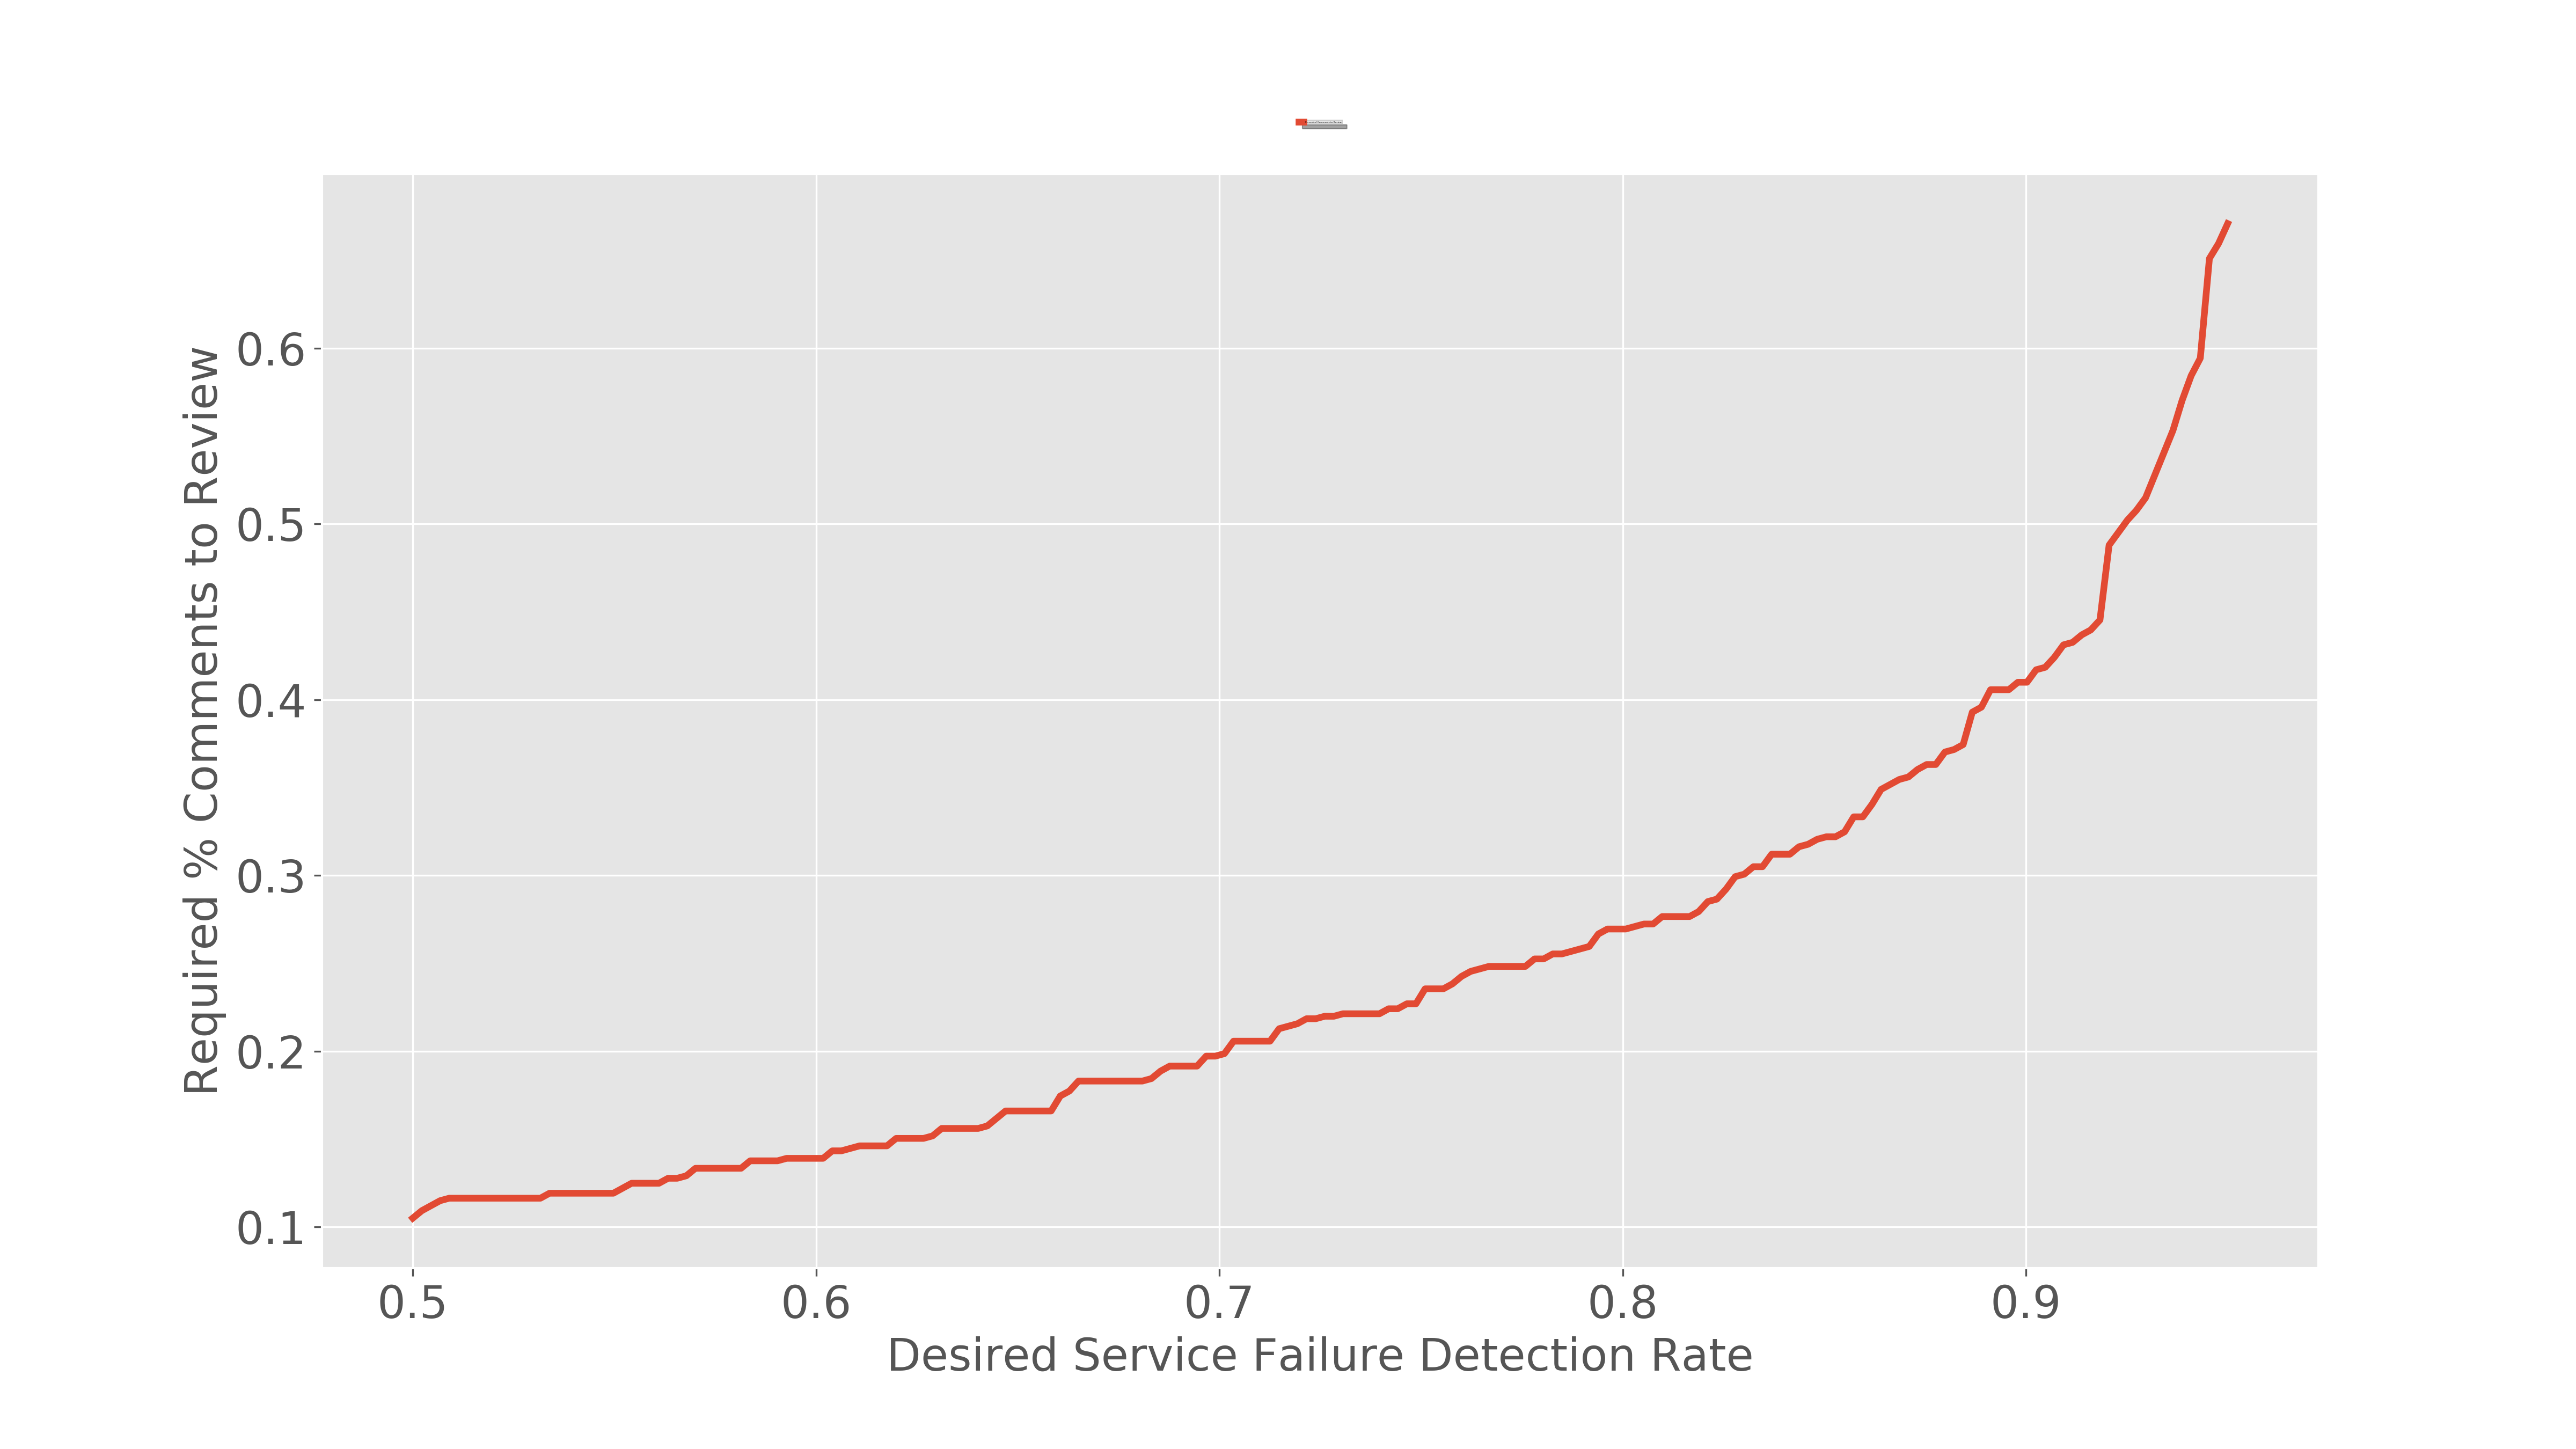 0.6
0.5
0.4
0.3
0.2
0.1
Required % Comments to Review
0.5 0.6 0.7 0.8 0.9
Desired Service Failure Detection Rate